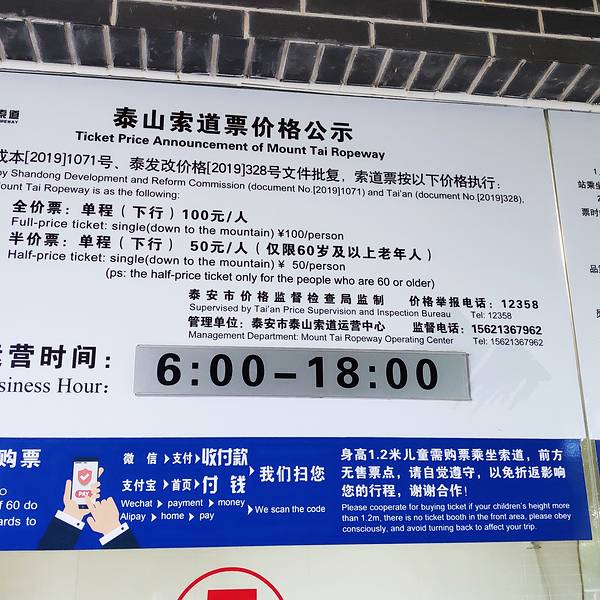 索道
泰山索道票价格公示
Ticket Price Announcement of Mount Tai Ropeway
成本[2019]1071号、泰发改价格[2019]328号文件批复，索道票按以下价格执行：
by Shandong Development and Reform Commission (document No.[2019]1071) and Tai'an (document No.[2019]328),
Mount Tai Ropeway is as the following:
全价票：单程（下行）100元/人
Full-price ticket: single(down to the mountain) ¥100/person
半价票：单程（下行） 50元/人（仅限60岁及以上老年人）
Half-price ticket: single(down to the mountain) ¥ 50/person
(ps: the half-price ticket only for the people who are 60 or older)
泰安市价格监督检查局监制 价格举报电话：12358
Supervised by Tai'an Price Supervision and Inspection Bureau Tel: 12358
管理单位：泰安市泰山索道运营中心 监督电话：15621367962
Management Department: Mount Tai Ropeway Operating Center Tel: 15621367962
运营时间：
Business Hour:
6:00-18:00
购票
of 60 do
ards to
PAY
微信 支付 收付款
支付宝 首页 付钱
我们扫您
Wechat payment money
Alipay home pay
We scan the code
身高1.2米儿童需购票乘坐索道，前方
无售票点，请自觉遵守，以免折返影响
您的行程，谢谢合作！
Please cooperate for buying ticket if your children's height more
than 1.2m, there is no ticket booth in the front area, please obey
consciously, and avoid turning back to affect your trip.
站乘
票时
品